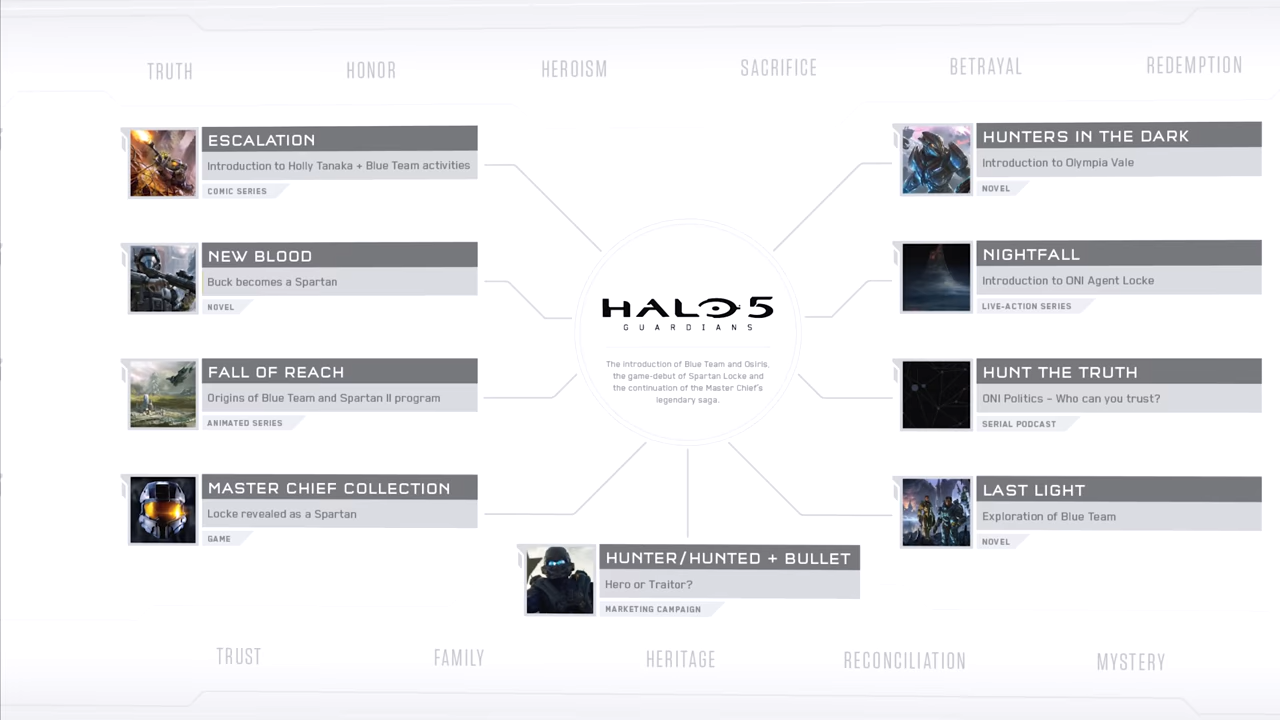 TRUTH
HONOR
HEROISM
SACRIFICE
BETRAYAL
REDEMPTION
ESCALATION
Introduction to Holly Tanaka + Blue Team activities
COMIC SERIES
NEW BLOOD
Buck becomes a Spartan
NOVEL
FALL OF REACH
Origins of Blue Team and Spartan II program
ANIMATED SERIES
MASTER CHIEF COLLECTION
Locke revealed as a Spartan
GAME
HALO 5
GUARDIANS
The introduction of Blue Team and Osiris,
the game-debut of Spartan Locke and
the continuation of the Master Chief's
legendary saga.
HUNTER/HUNTED + BULLET
Hero or Traitor?
MARKETING CAMPAIGN
HUNTERS IN THE DARK
Introduction to Olympia Vale
NOVEL
NIGHTFALL
Introduction to ONI Agent Locke
LIVE-ACTION SERIES
HUNT THE TRUTH
ONI Politics – Who can you trust?
SERIAL PODCAST
LAST LIGHT
Exploration of Blue Team
NOVEL
TRUST
FAMILY
HERITAGE
RECONCILIATION
MYSTERY